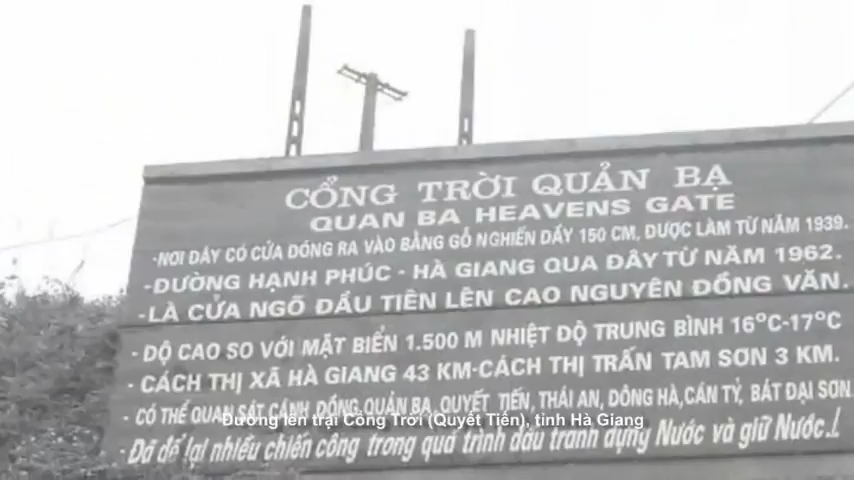 CỔNG TRỜI QUẢN BẠ
QUAN BA HEAVENS GATE
-NƠI ĐÂY CÓ CỬA ĐÓNG RA VÀO BẰNG GỖ NGHIẾN DẦY 150 CM, ĐƯỢC LÀM TỪ NĂM 1939.
-ĐƯỜNG HẠNH PHÚC - HÀ GIANG QUA ĐÂY TỪ NĂM 1962.
-LÀ CỬA NGÕ ĐẦU TIÊN LÊN CAO NGUYÊN ĐỒNG VĂN.
- ĐỘ CAO SO VỚI MẶT BIỂN 1.500 M NHIỆT ĐỘ TRUNG BÌNH 16°C-17°C
- CÁCH THỊ XÃ HÀ GIANG 43 KM-CÁCH THỊ TRẤN TAM SƠN 3 KM.
- CÓ THỂ QUAN SÁT CÁNH ĐỒNG QUẢN BẠ, QUYẾT TIẾN, THÁI AN, ĐÔNG HÀ, CÁN TỶ, BÁT ĐẠI SƠN
Đường lên trại Cổng Trời (Quyết Tiến), tỉnh Hà Giang
- Đã để lại nhiều chiến công trong quá trình đấu tranh dựng Nước và giữ Nước./.